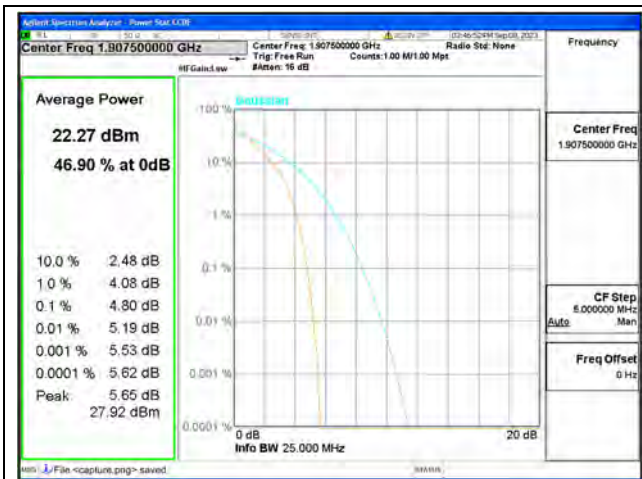 Agilent Spectrum Analyzer - Power Stat CCDF
Center Freq 1.907500000 GHz
Center Freq: 1.907500000 GHz
02:46:52PM Sep 08, 2023
Radio Std: None
Trig: Free Run
Counts:1.00 M/1.00 Mpt
#IFGain:Low
#Atten: 16 dB
Frequency
Average Power
22.27 dBm
46.90 % at 0dB
10.0 % 2.48 dB
1.0 % 4.08 dB
0.1 % 4.80 dB
0.01 % 5.19 dB
0.001 % 5.53 dB
0.0001 % 5.62 dB
Peak 5.65 dB
27.92 dBm
Gaussian
100 %
10 %
1 %
0.1 %
0.01 %
0.001 %
0.0001 %
0 dB
20 dB
Info BW 25.000 MHz
Center Freq
1.907500000 GHz
CF Step
5.000000 MHz
Auto Man
Freq Offset
0 Hz
MSG File <capture.png> saved
STATUS